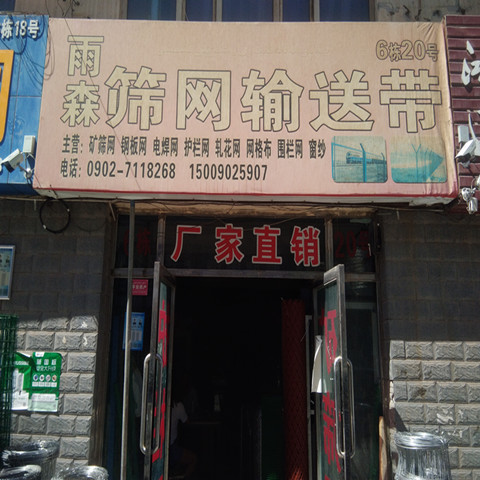 栋18号
6栋20号
雨森筛网输送带
主营：矿筛网 钢板网 电焊网 护栏网 轧花网 网格布 围栏网 窗纱
电话：0902-7118268 15009025907
厂家直销